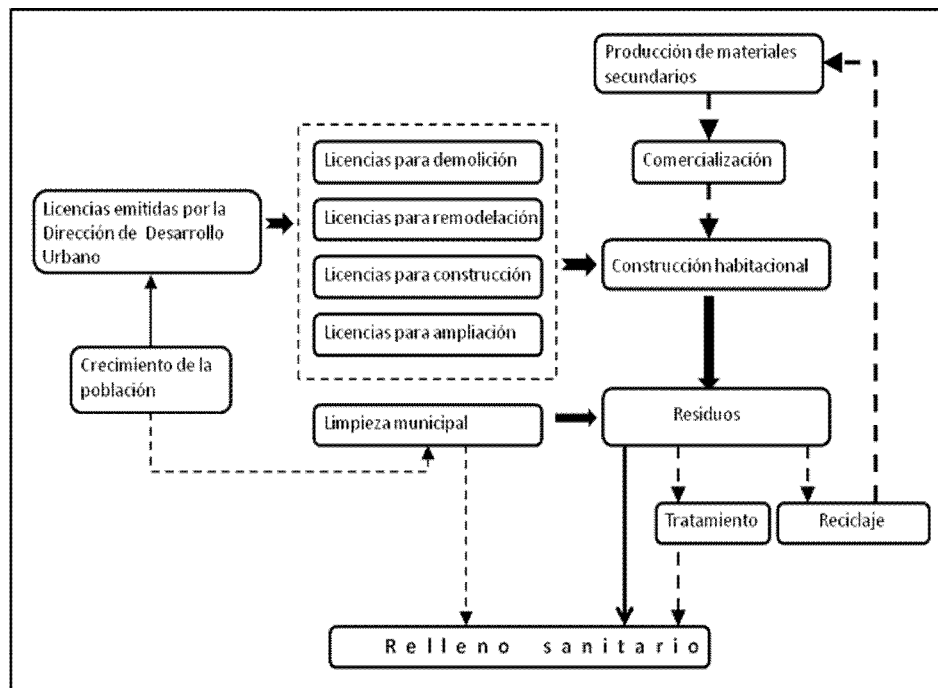 Producción de materiales
secundarios
Comercialización
Construcción habitacional
Licencias para demolición
Licencias para remodelación
Licencias para construcción
Licencias para ampliación
Licencias emitidas por la
Dirección de Desarrollo
Urbano
Crecimiento de la
población
Limpieza municipal
Residuos
Tratamiento
Reciclaje
Relleno sanitario